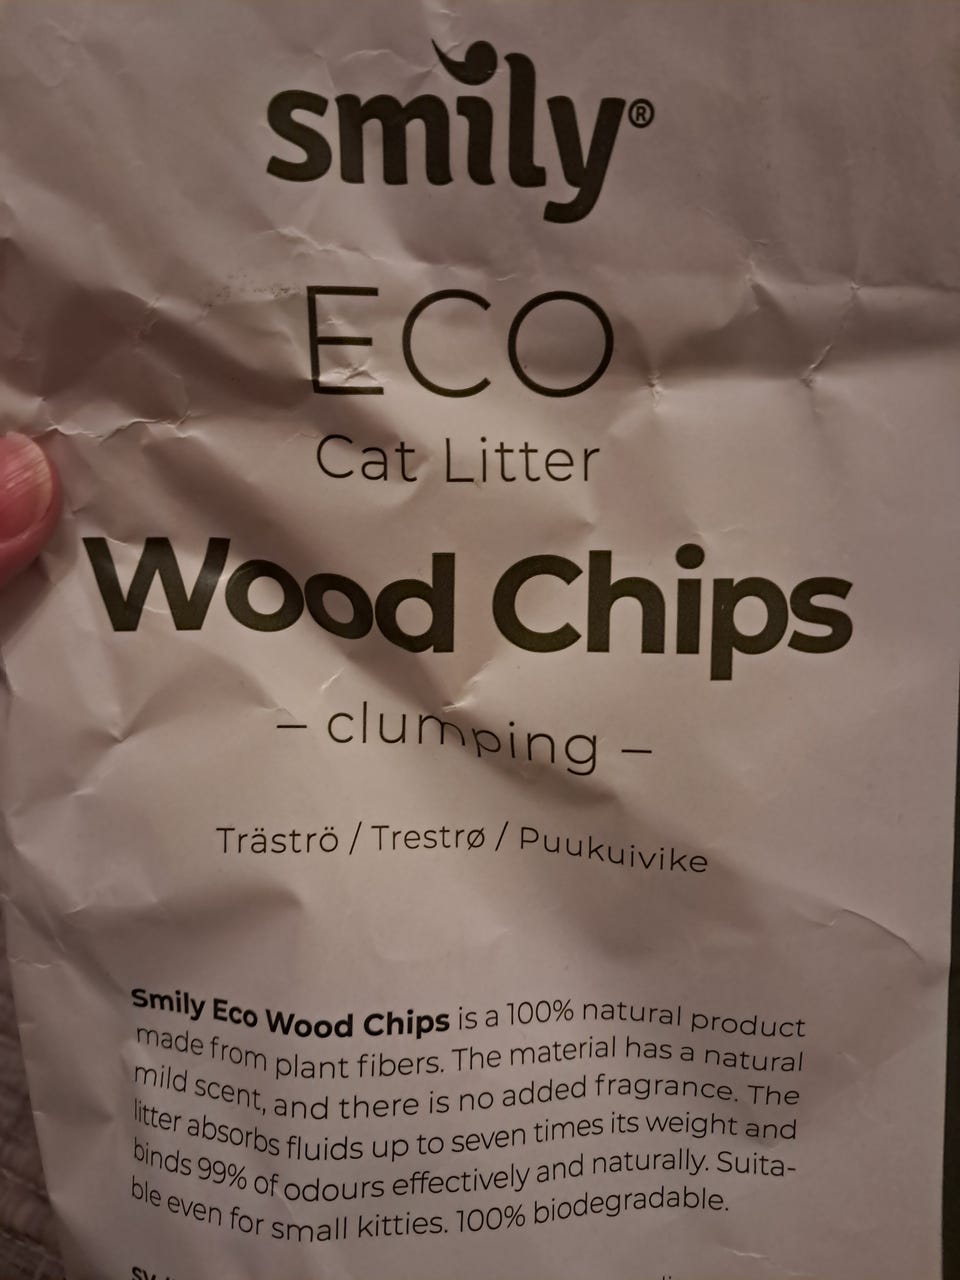 smily®
ECO
Cat Litter
Wood Chips
– clumping –
Träströ / Trestrø / Puukuivike
Smily Eco Wood Chips is a 100% natural product
made from plant fibers. The material has a natural
mild scent, and there is no added fragrance. The
litter absorbs fluids up to seven times its weight and
binds 99% of odours effectively and naturally. Suita-
ble even for small kitties. 100% biodegradable.